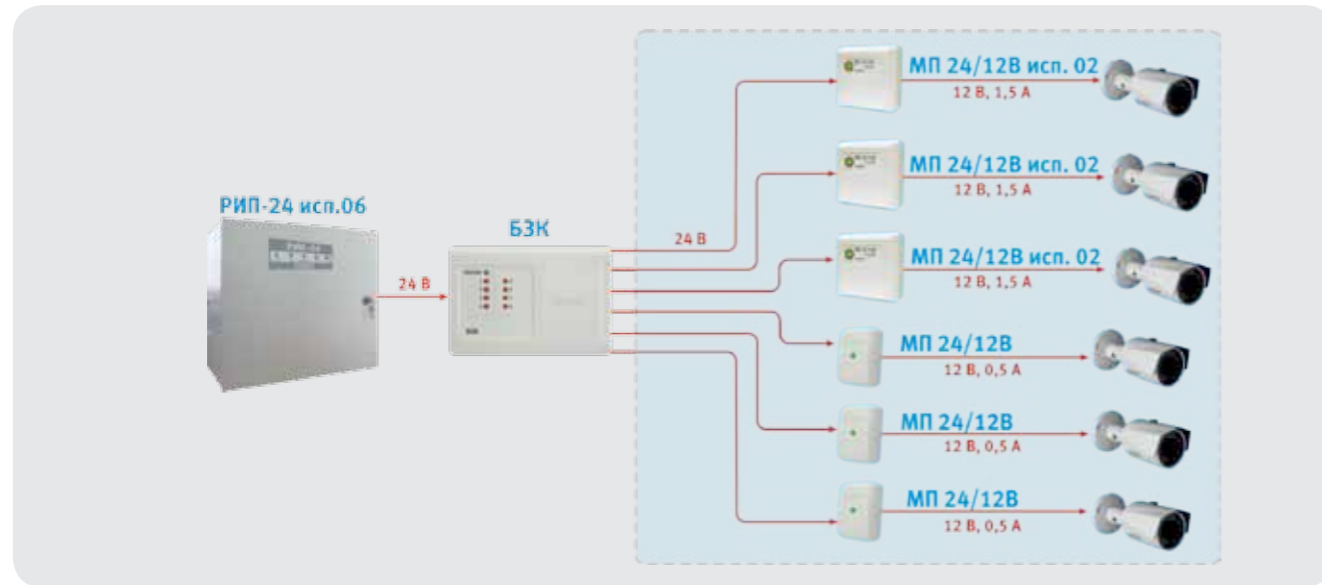 МП 24/12В исп. 02
12 В, 1,5 А
МП 24/12В исп. 02
12 В, 1,5 А
РИП-24 исп.06
БЗК
24 В
МП 24/12В исп. 02
12 В, 1,5 А
РИП-24
24 В
МП 24/12В
12 В, 0,5 А
МП 24/12В
12 В, 0,5 А
МП 24/12В
12 В, 0,5 А